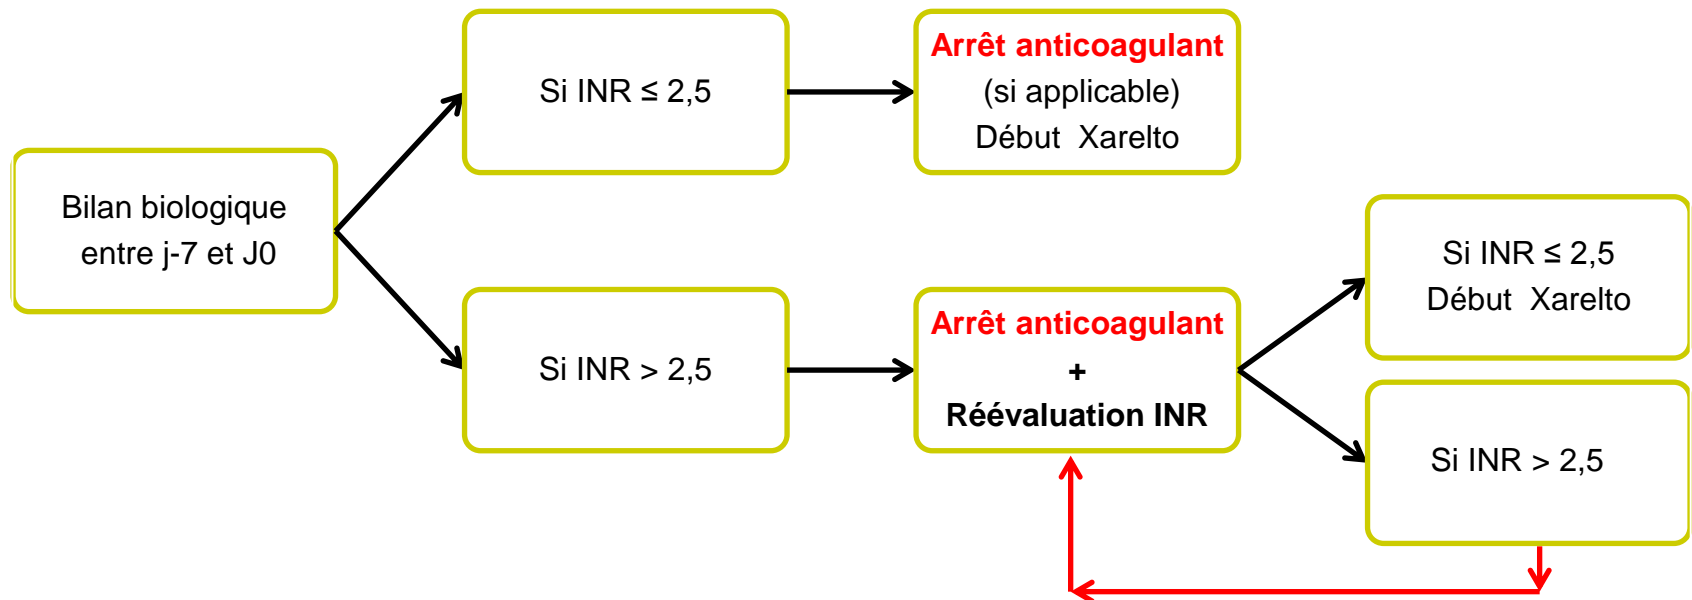 Bilan biologique
entre j-7 et J0
Si INR ≤ 2,5
Arrêt anticoagulant
(si applicable)
Début Xarelto
Si INR > 2,5
Arrêt anticoagulant
+
Réévaluation INR
Si INR ≤ 2,5
Début Xarelto
Si INR > 2,5